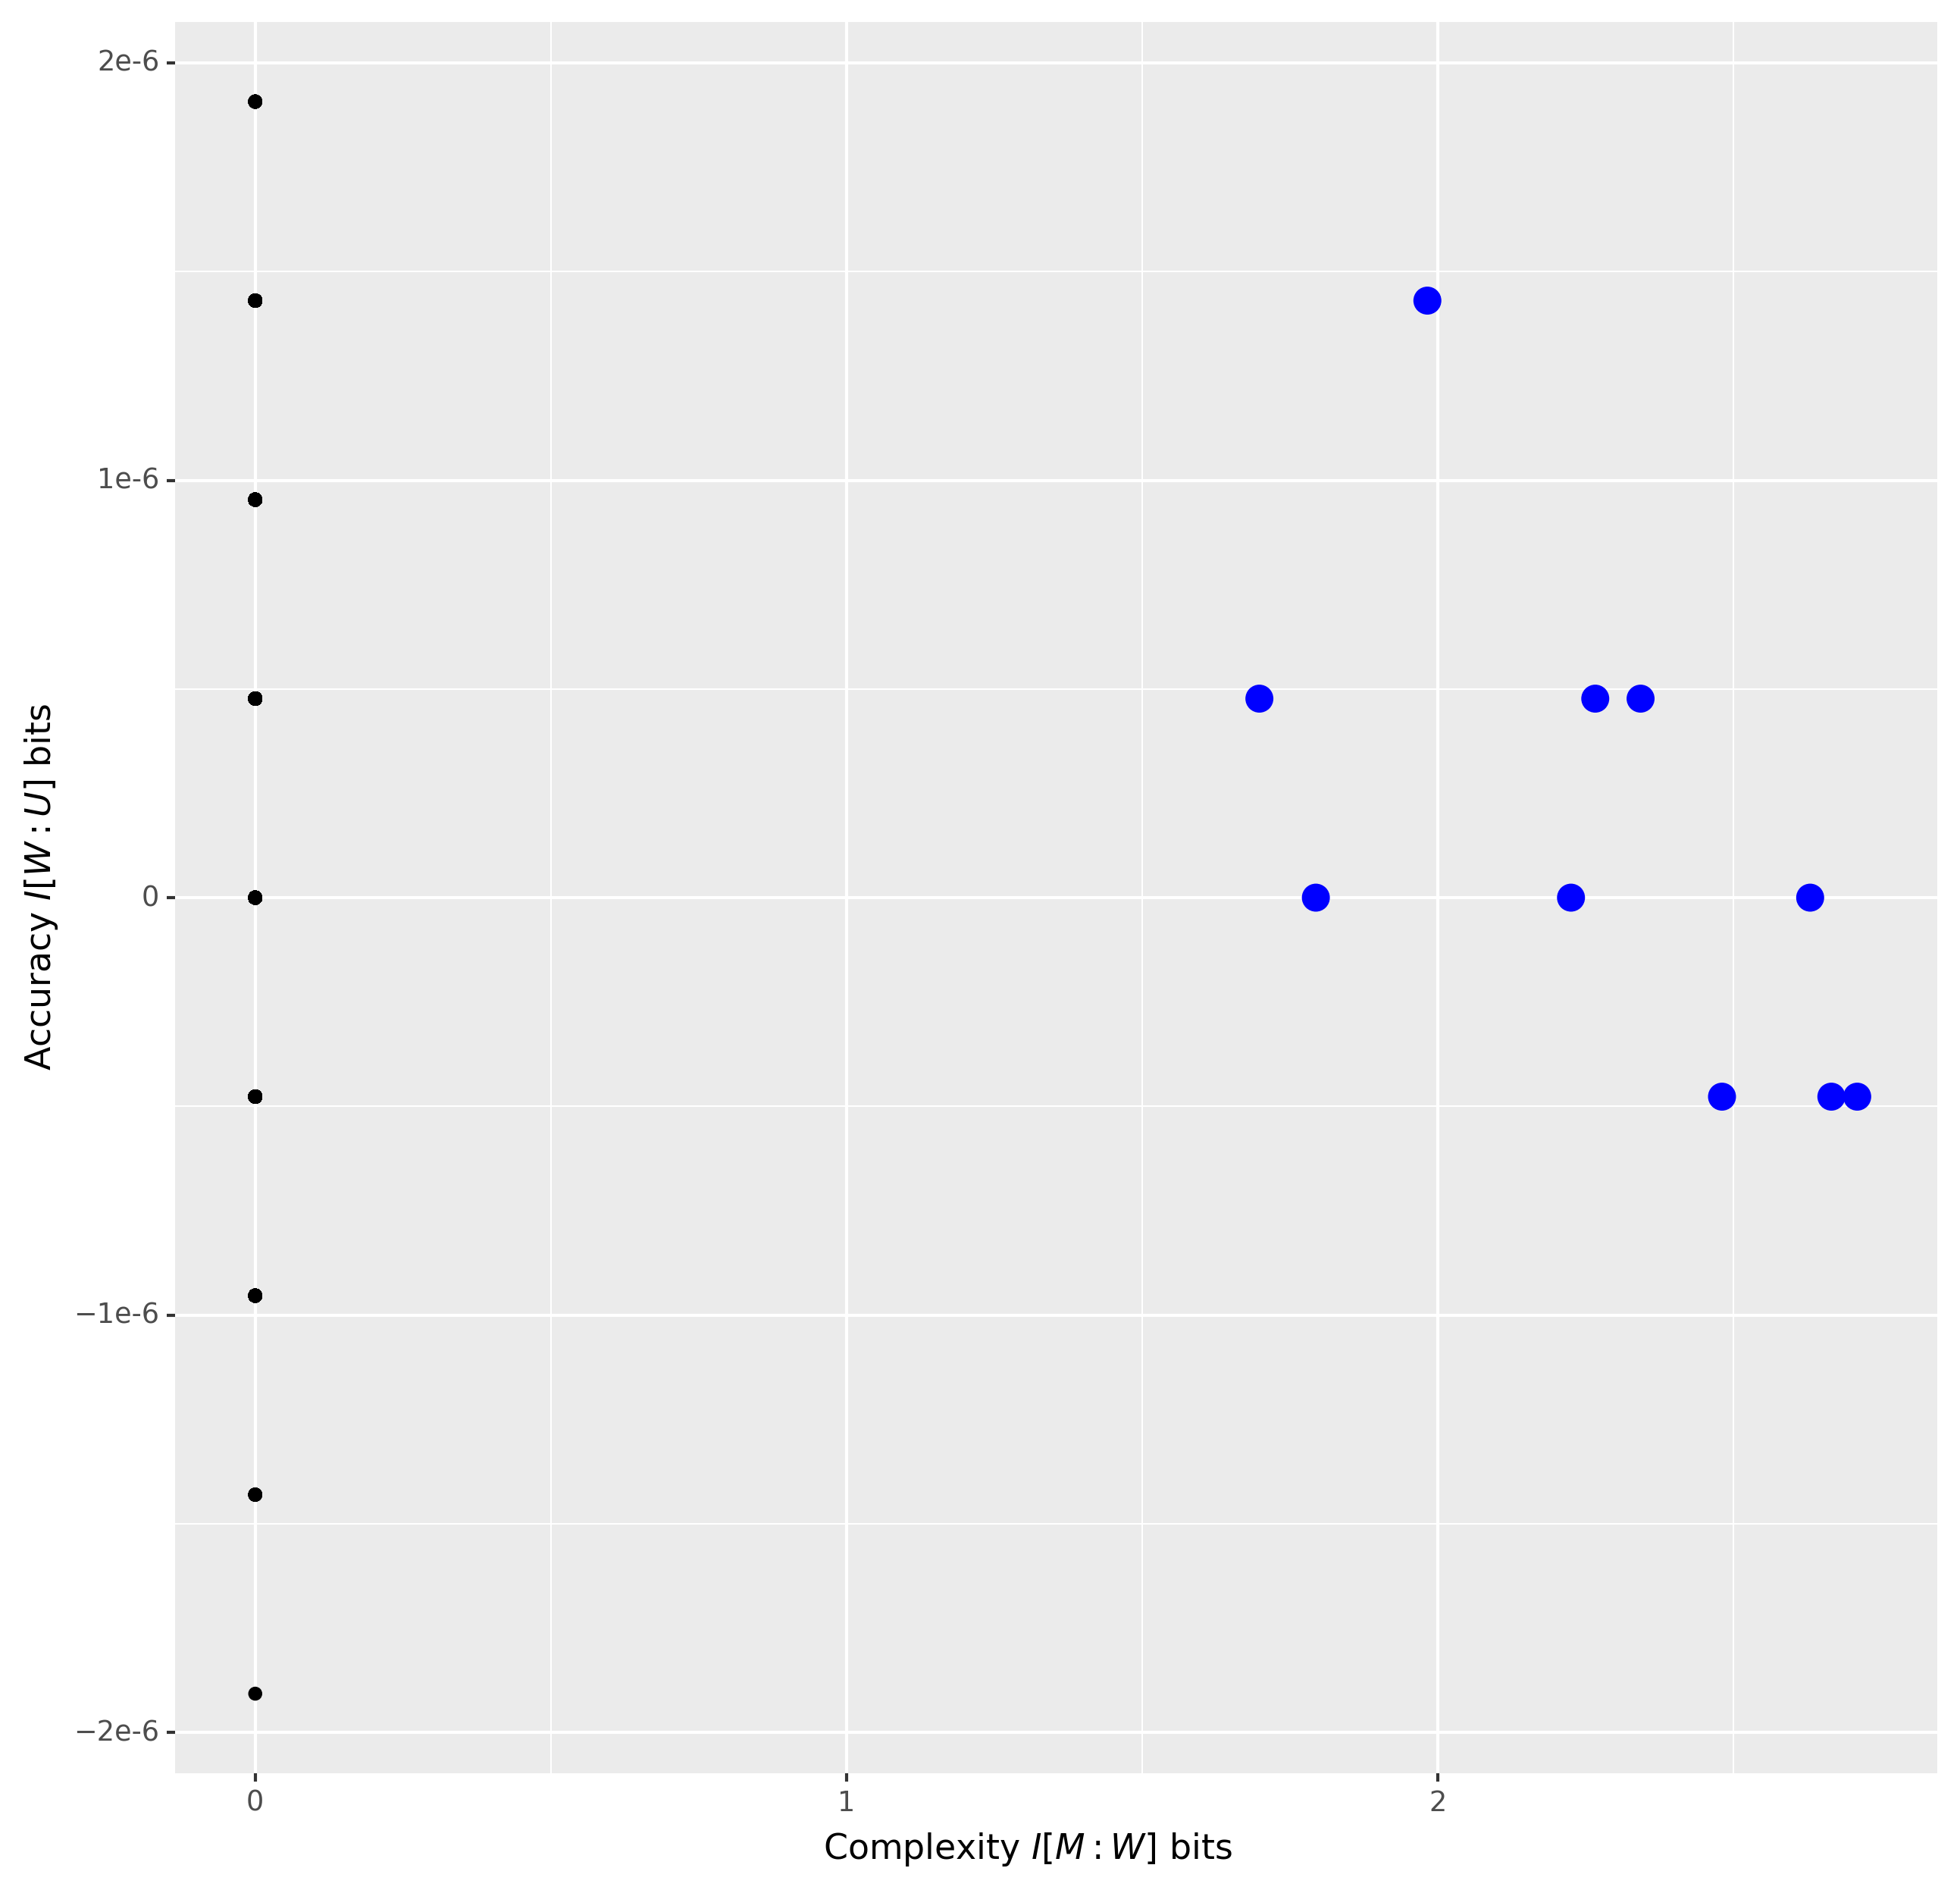 2e-6
1e-6
0
−1e-6
−2e-6
Accuracy I[W : U] bits
0 1 2
Complexity I[M : W] bits